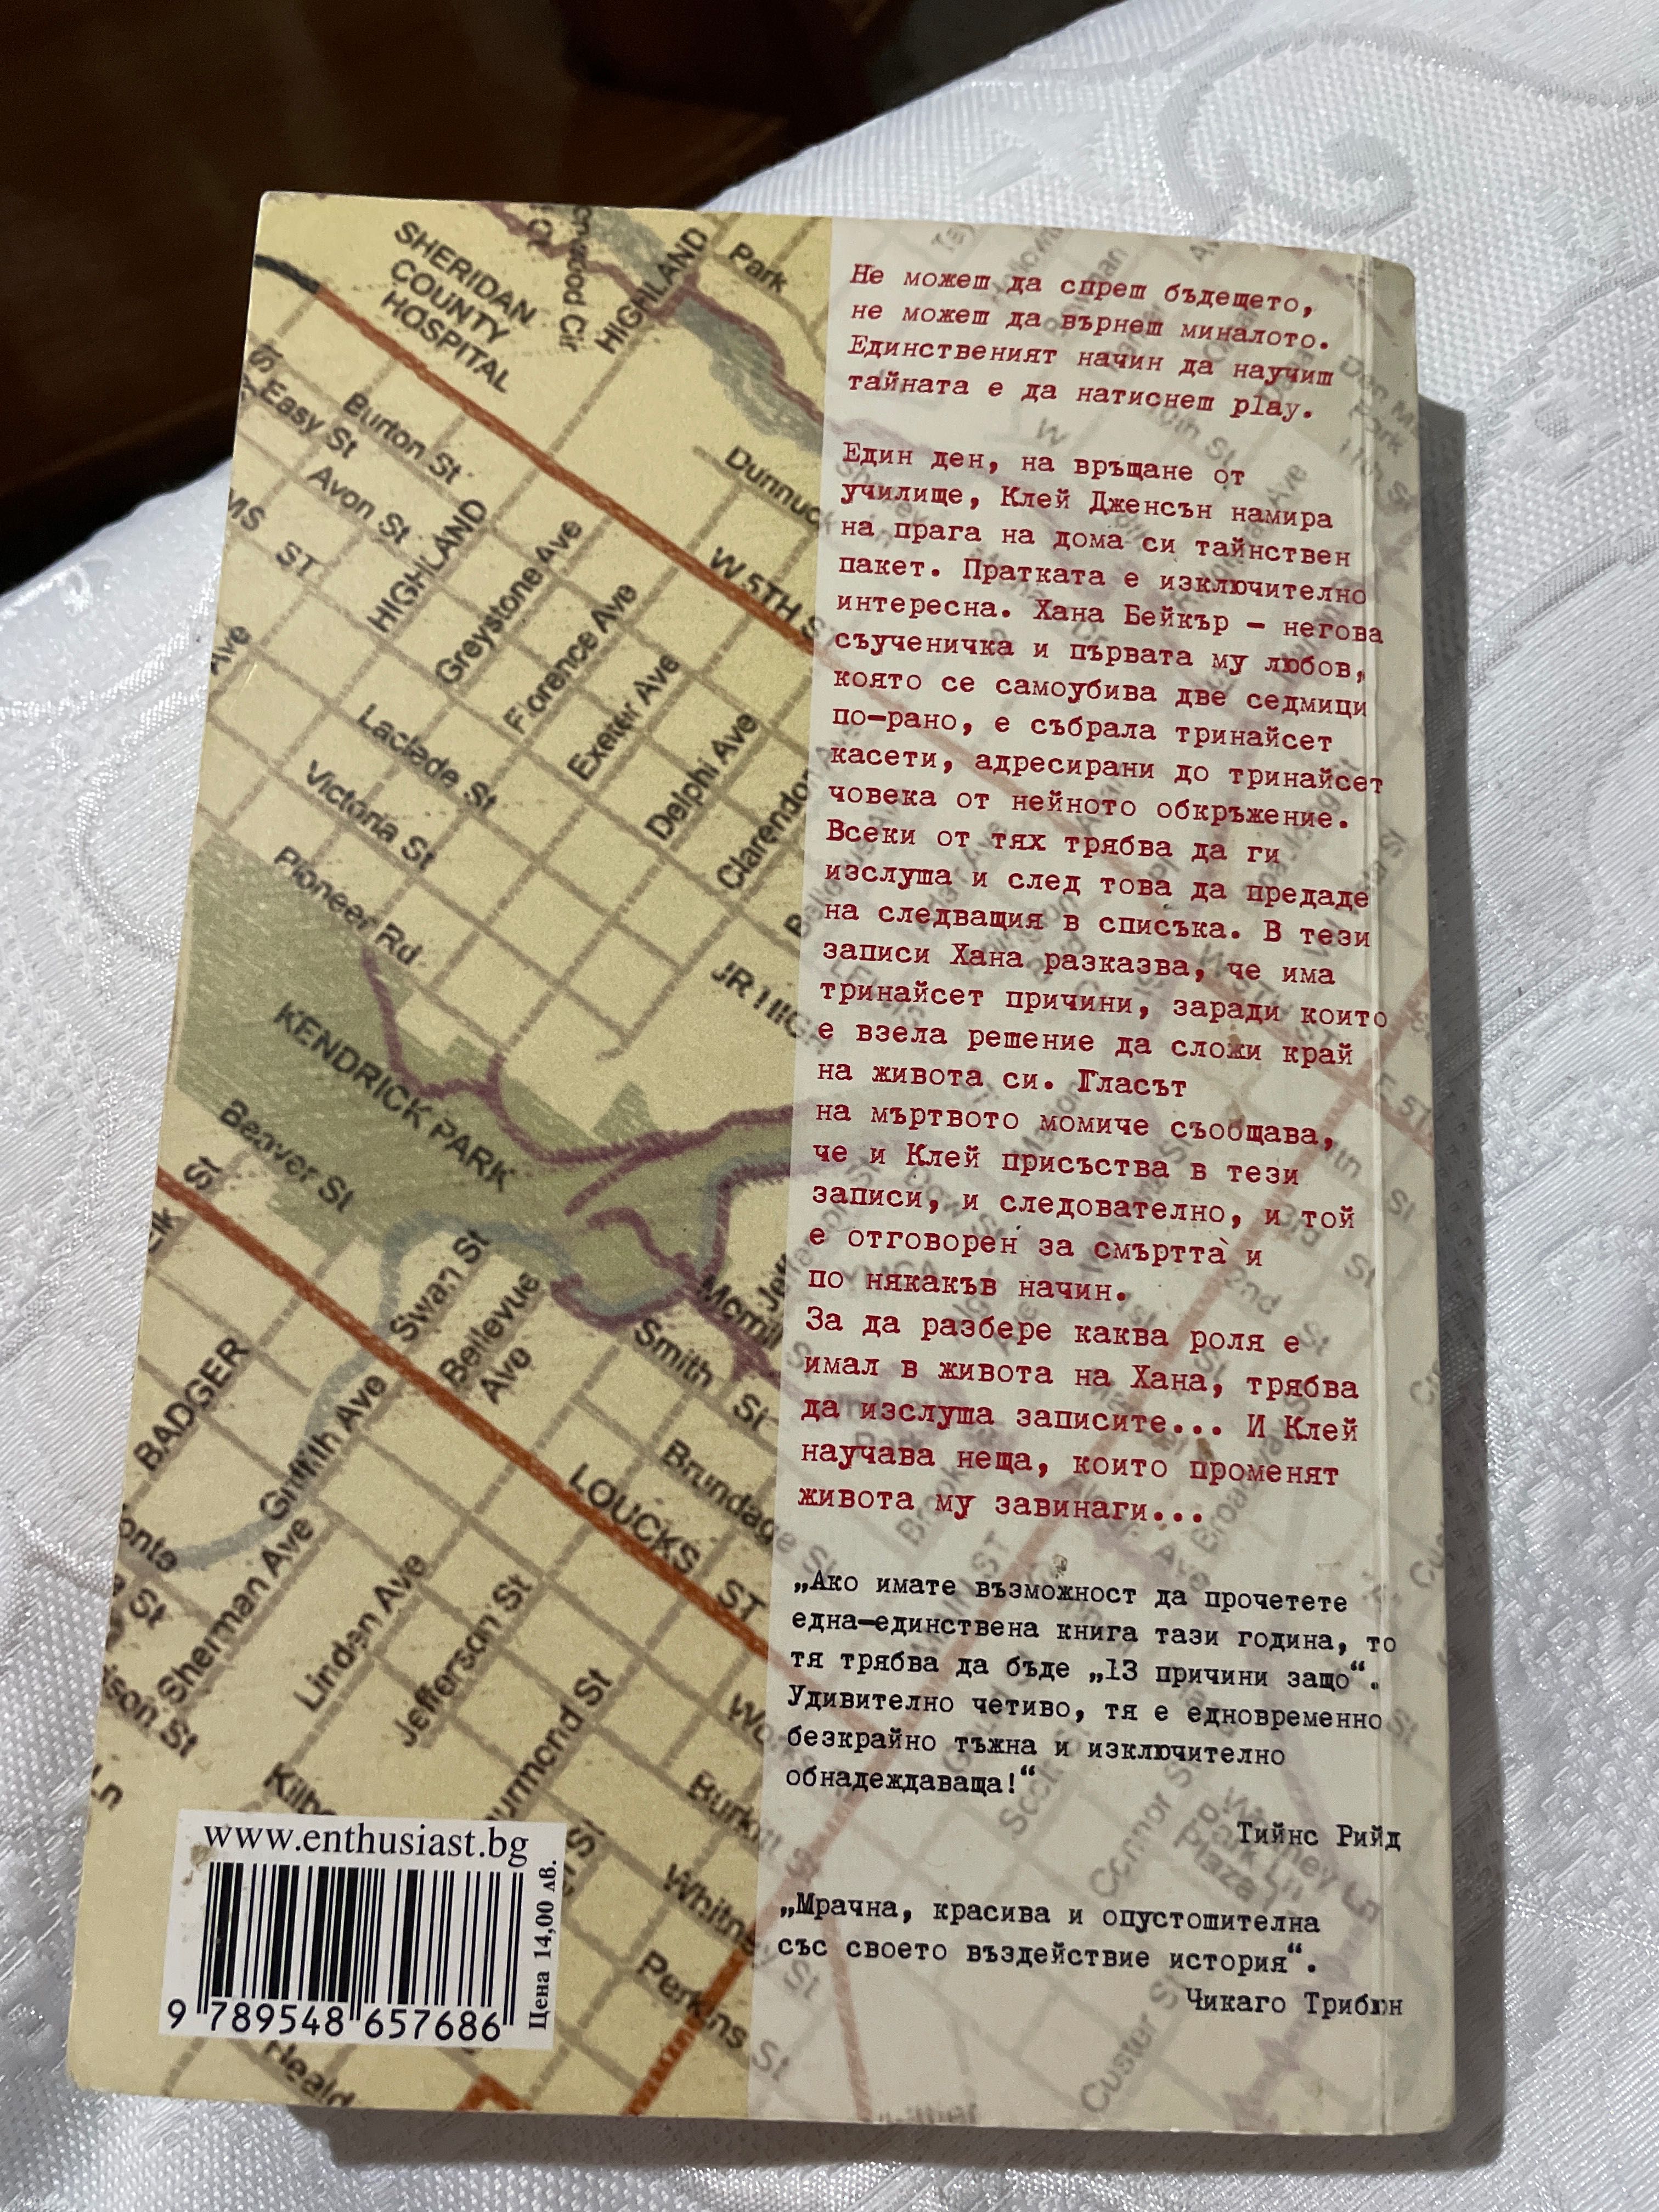 Не можеш да спреш бъдещето,
не можеш да върнеш миналото.
Единственият начин да научиш
тайната е да натиснеш play.
Един ден, на връщане от
училище, Клей Дженсън намира
на прага на дома си тайнствен
пакет. Пратката е изключително
интересна. Хана Бейкър – негова
съученичка и първата му любов,
която се самоубива две седмици
по-рано, е събрала тринайсет
касети, адресирани до тринайсет
човека от нейното обкръжение.
Всеки от тях трябва да ги
изслуша и след това да предаде
на следващия в списъка. В тези
записи Хана разказва, че има
тринайсет причини, заради които
е взела решение да сложи край
на живота си. Гласът
на мъртвото момиче съобщава,
че и Клей присъства в тези
записи, и следователно, и той
е отговорен за смъртта ѝ
по някакъв начин.
За да разбере каква роля е
имал в живота на Хана, трябва
да изслуша записите... И Клей
научава неща, които променят
живота му завинаги...
„Ако имате възможност да прочетете
една-единствена книга тази година, то
тя трябва да бъде „13 причини защо“.
Удивително четиво, тя е едновременно
безкрайно тъжна и изключително
обнадеждаваща!“
Тийнс Рийд
„Мрачна, красива и опустошителна
със своето въздействие история“.
Чикаго Трибюн
SHERIDAN
COUNTY
HOSPITAL
HIGHLAND
Park
Easy St
Burton St
Avon St
HIGHLAND
Greystone Ave
Florence Ave
Exeter Ave
Delphi Ave
W 5TH S
Laclede St
Victoria St
Pioneer Rd
JR HIGH
KENDRICK PARK
Beaver St
Swan St
Bellevue
Ave
Smith St
BADGER
Griffith Ave
Brundage St
LOUCKS ST
Sherman Ave
Linden Ave
Jefferson St
Whitney St
Perkins St
Custer St
Heald
www.enthusiast.bg
Цена 14,00 лв.
9 789548 657686